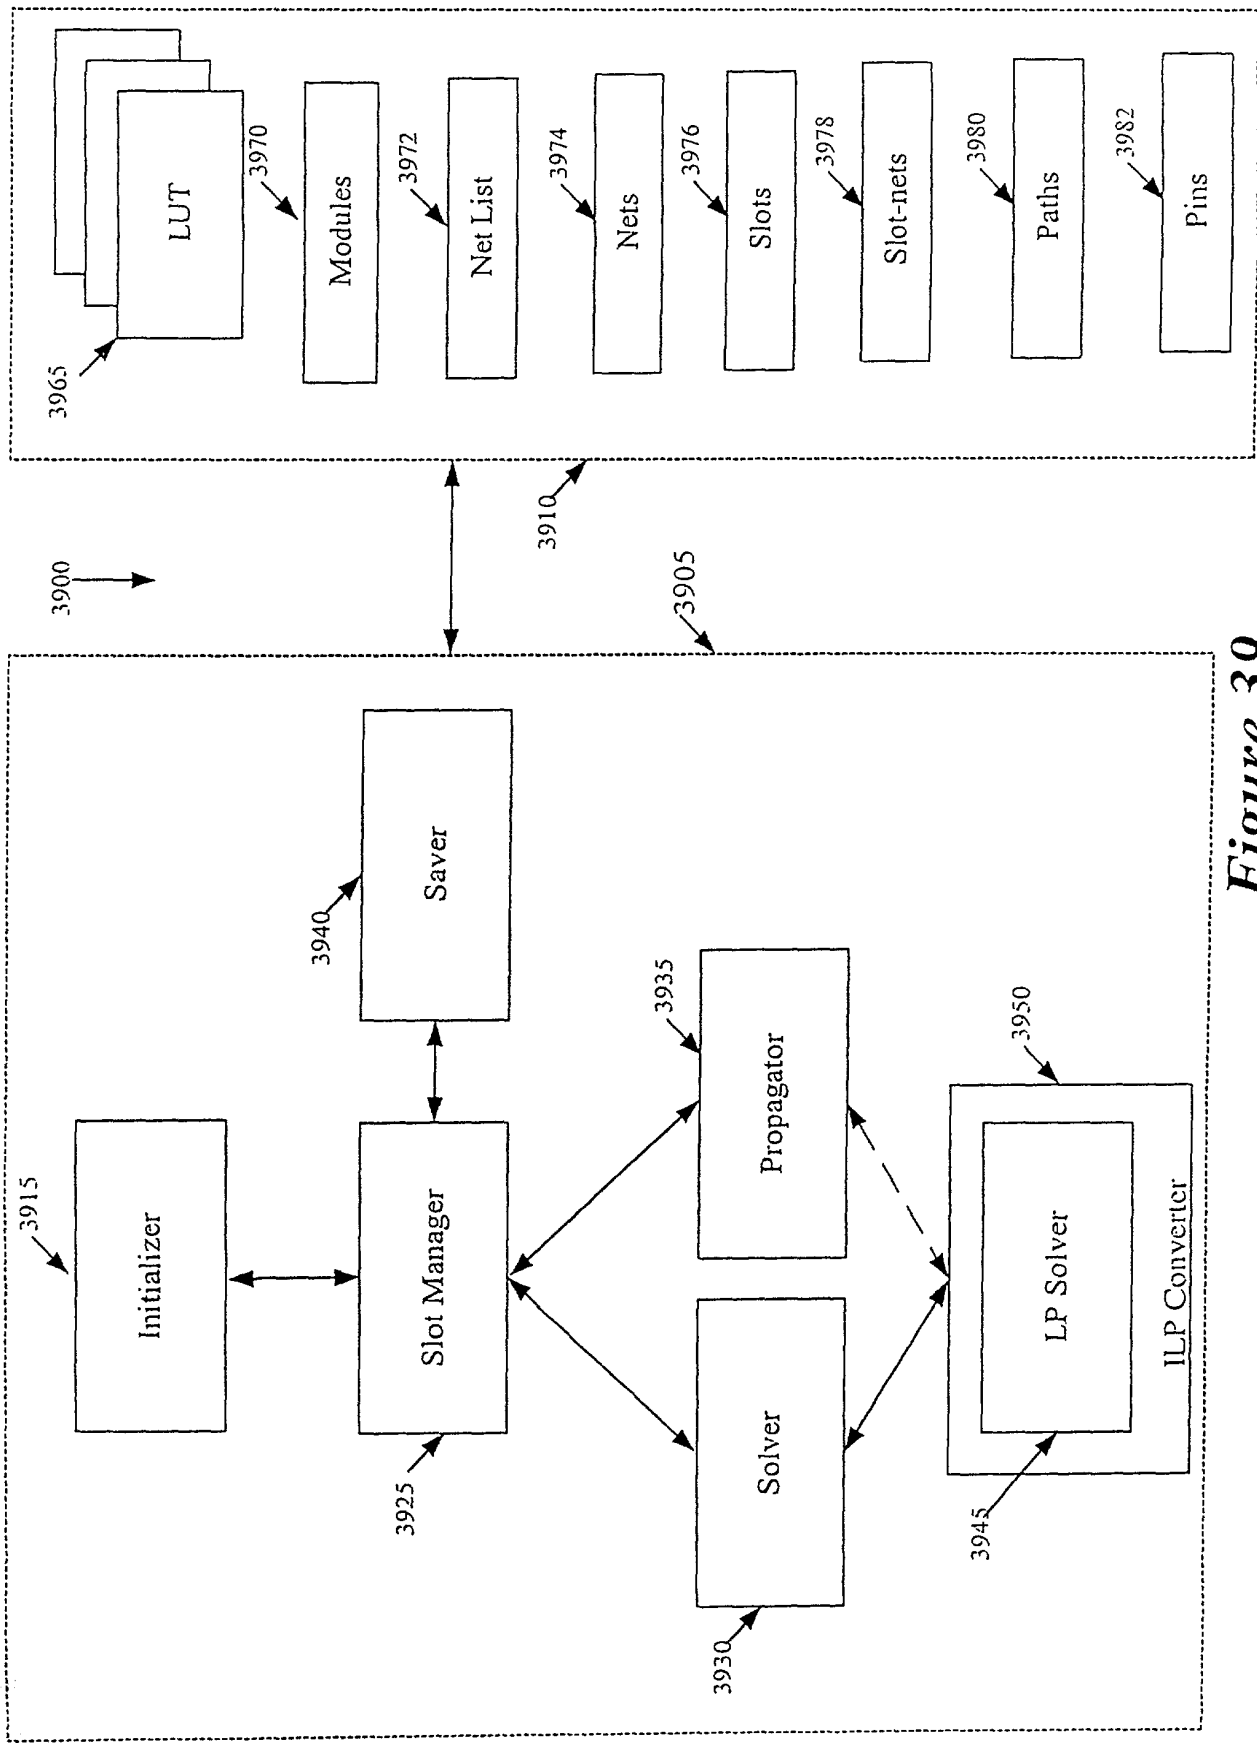 3900
3915
Initializer
3925
Slot Manager
3940
Saver
3930
Solver
3935
Propagator
3945
LP Solver
3950
ILP Converter
3905
3910
3965
LUT
3970
Modules
3972
Net List
3974
Nets
3976
Slots
3978
Slot-nets
3980
Paths
3982
Pins
Figure 39